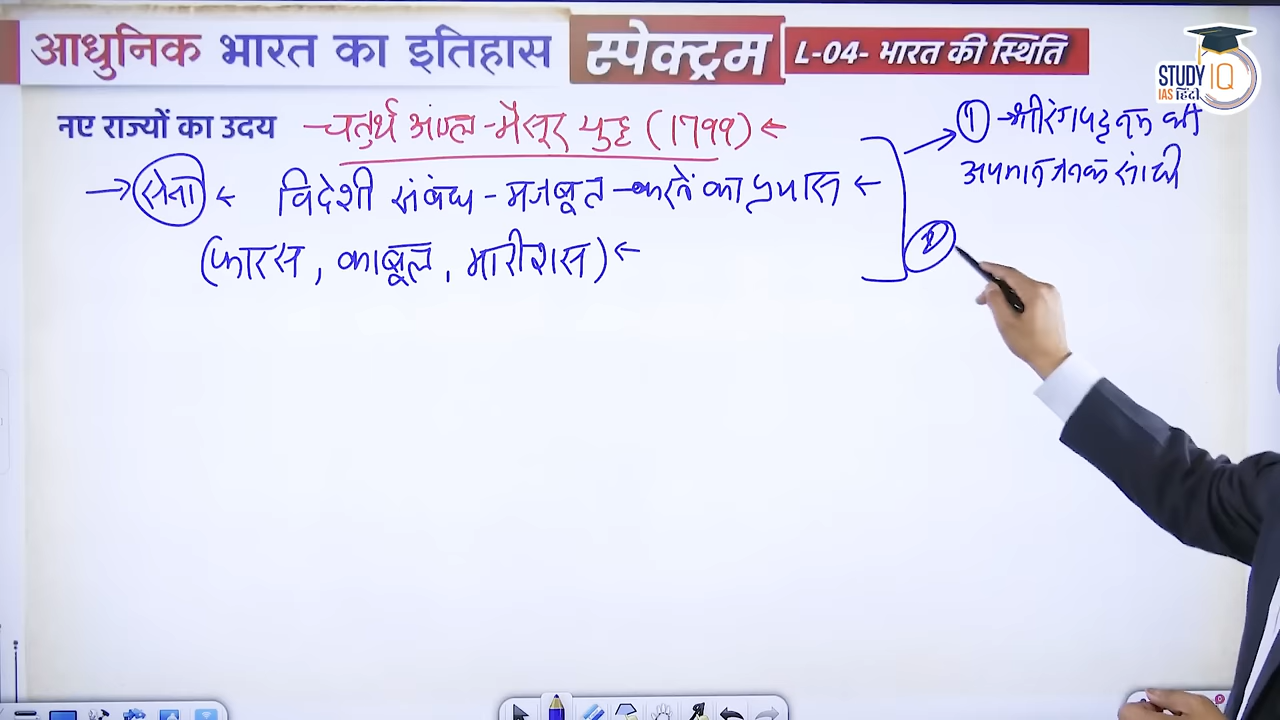 आधुनिक भारत का इतिहास स्पेक्ट्रम L-04- भारत की स्थिति
STUDY IQ
IAS हिंदी
नए राज्यों का उदय
चतुर्थ आंग्ल-मैसूर युद्ध (1799)
→ सेना ← विदेशी संबंध - मजबूत करने का प्रयास ←
(फारस, काबुल, मारीशस) ←
① → श्रीरंगपट्टनम की
अपमानजनक संधी
②